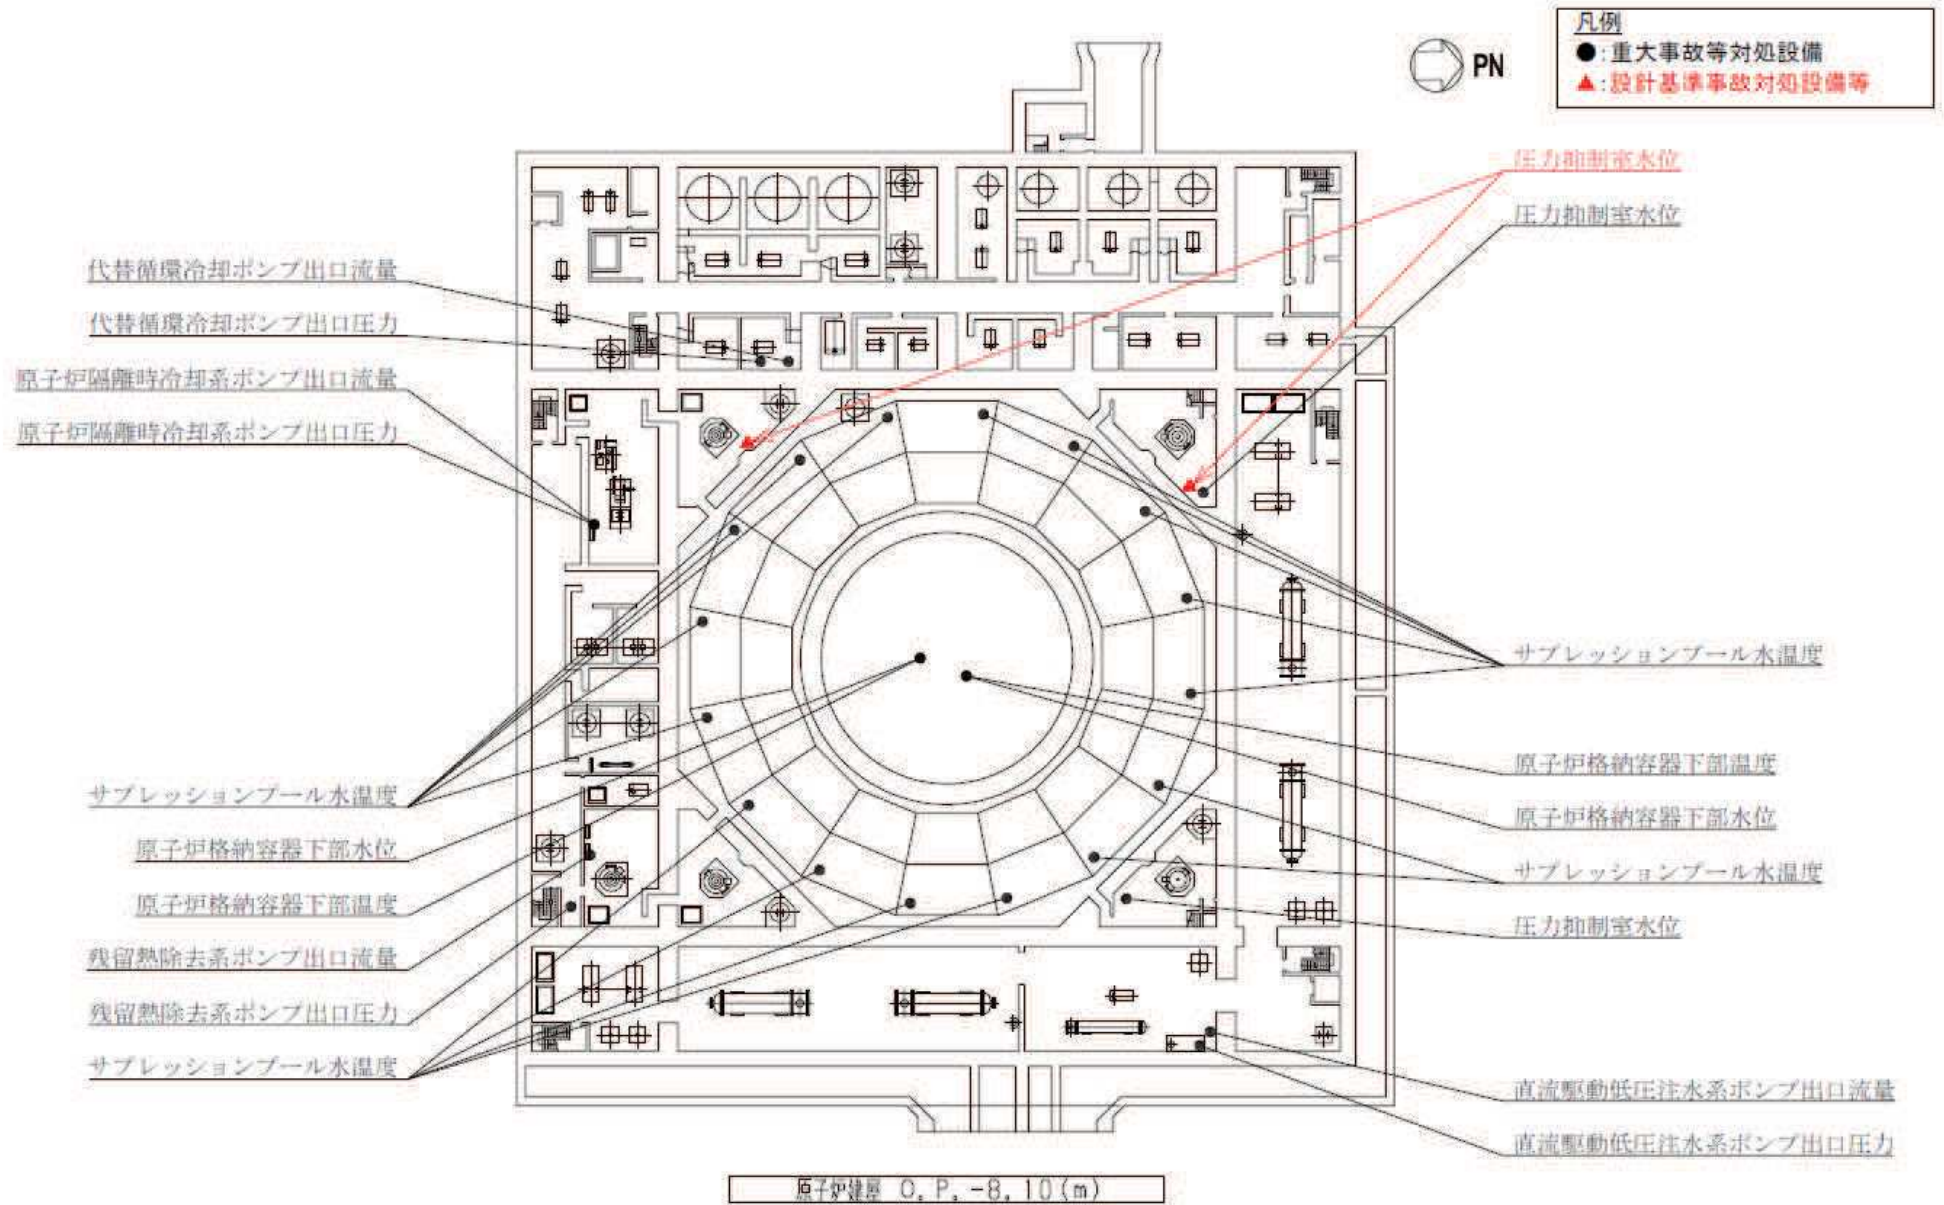 凡例
●:重大事故等対処設備
▲:設計基準事故対処設備等
PN
圧力抑制室水位
圧力抑制室水位
代替循環冷却ポンプ出口流量
代替循環冷却ポンプ出口圧力
原子炉隔離時冷却系ポンプ出口流量
原子炉隔離時冷却系ポンプ出口圧力
サプレッションプール水温度
原子炉格納容器下部水位
原子炉格納容器下部温度
残留熱除去系ポンプ出口流量
残留熱除去系ポンプ出口圧力
サプレッションプール水温度
サプレッションプール水温度
原子炉格納容器下部温度
原子炉格納容器下部水位
サプレッションプール水温度
圧力抑制室水位
直流駆動低圧注水系ポンプ出口流量
直流駆動低圧注水系ポンプ出口圧力
原子炉建屋 O.P.-8.10(m)